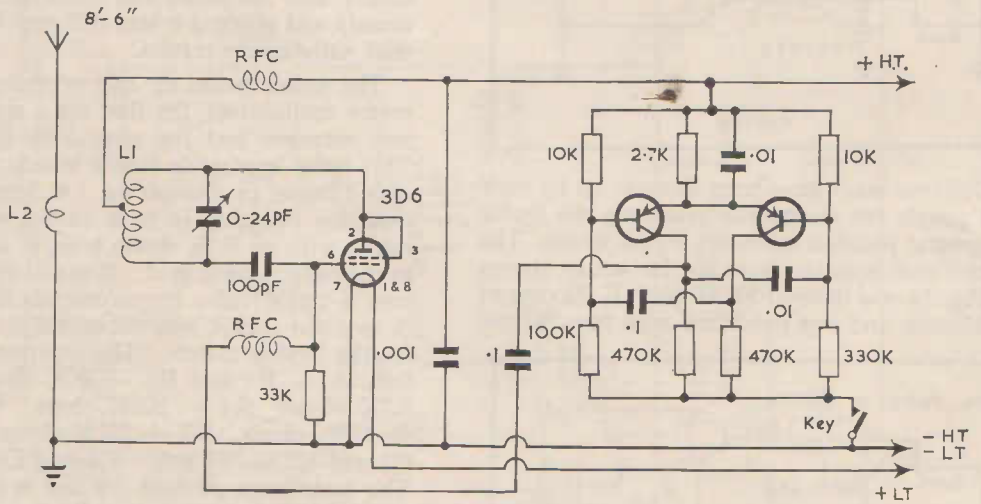 8'-6"
RFC
+ H.T.
L1
10K
2.7K
.01
10K
L2
0-24pF
3D6
2
3
6
7
1 & 8
100pF
RFC
.001
.1
.1
.01
33K
100K
470K
470K
330K
Key
- HT
- LT
+ LT